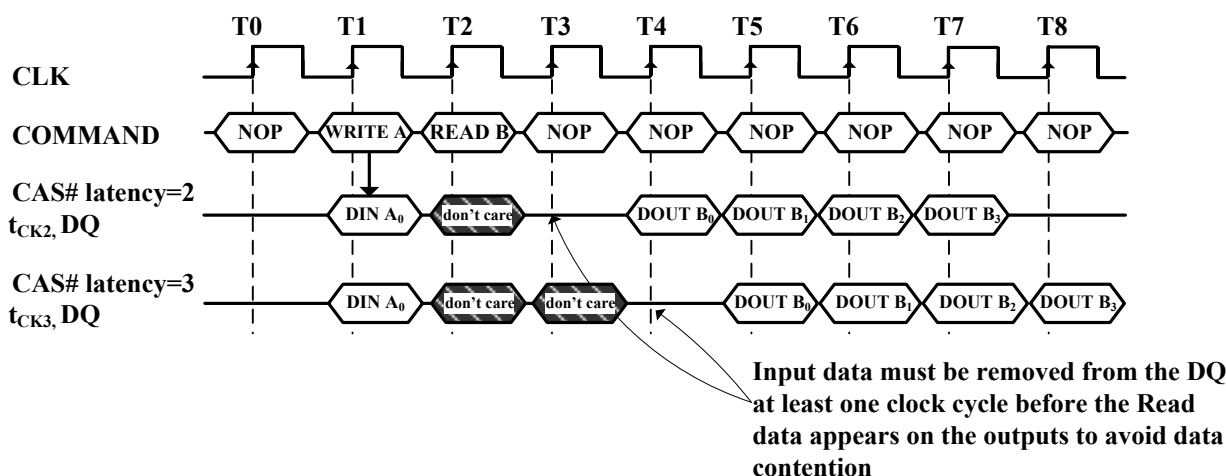 T0 T1 T2 T3 T4 T5 T6 T7 T8
CLK
COMMAND NOP WRITE A READ B NOP NOP NOP NOP NOP NOP
CAS# latency=2
tCK2, DQ DIN A0 don't care DOUT B0 DOUT B1 DOUT B2 DOUT B3
CAS# latency=3
tCK3, DQ DIN A0 don't care don't care DOUT B0 DOUT B1 DOUT B2 DOUT B3
Input data must be removed from the DQ
at least one clock cycle before the Read
data appears on the outputs to avoid data
contention